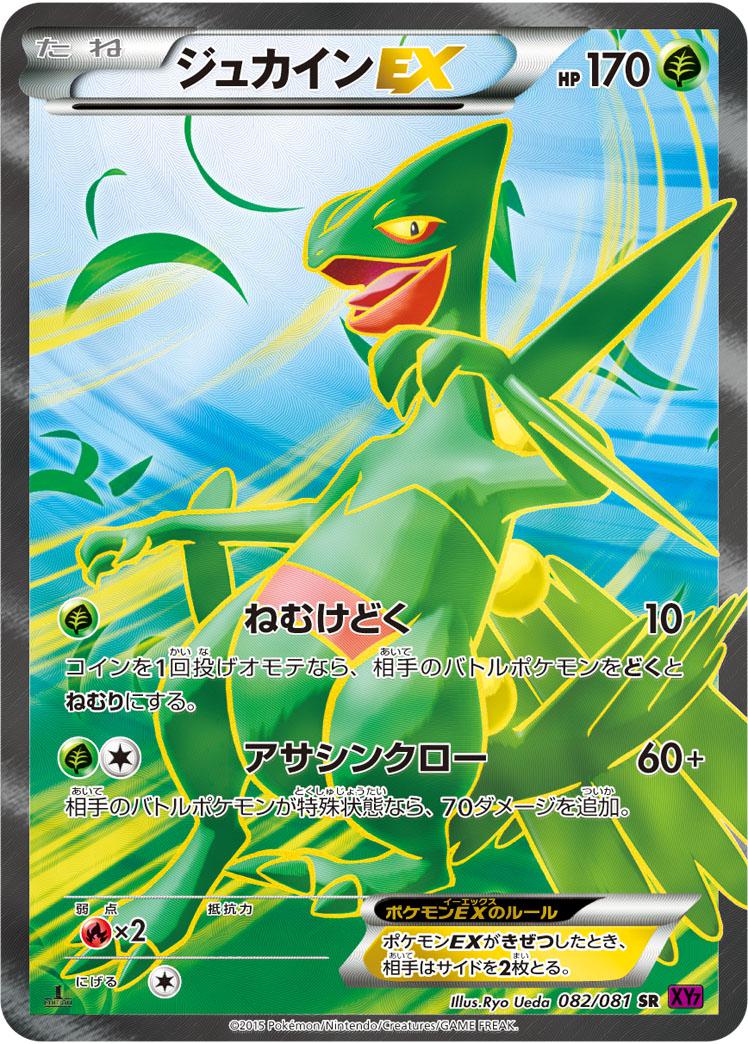 たね ジュカインEX HP170
ねむけどく 10
コインを1回投げオモテなら、相手のバトルポケモンをどくと
ねむりにする。
アサシンクロー 60+
相手のバトルポケモンが特殊状態なら、70ダメージを追加。
弱点 抵抗力
×2
にげる
ポケモンEXのルール
ポケモンEXがきぜつしたとき、
相手はサイドを2枚とる。
Illus.Ryo Ueda 082/081 SR XY7
©2015 Pokémon/Nintendo/Creatures/GAME FREAK.